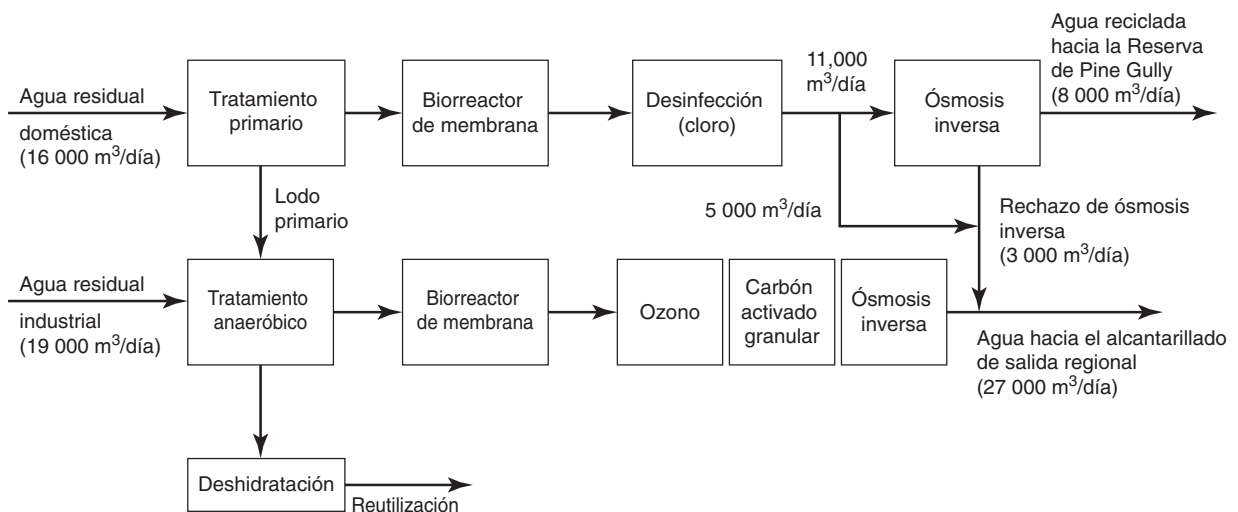 Agua residual
doméstica
(16 000 m³/día)
Tratamiento
primario
Biorreactor
de membrana
Desinfección
(cloro)
11,000
m³/día
Ósmosis
inversa
Agua reciclada
hacia la Reserva
de Pine Gully
(8 000 m³/día)
Lodo
primario
5 000 m³/día
Rechazo de ósmosis
inversa
(3 000 m³/día)
Agua residual
industrial
(19 000 m³/día)
Tratamiento
anaeróbico
Biorreactor
de membrana
Ozono
Carbón
activado
granular
Ósmosis
inversa
Agua hacia el alcantarillado
de salida regional
(27 000 m³/día)
Deshidratación
Reutilización